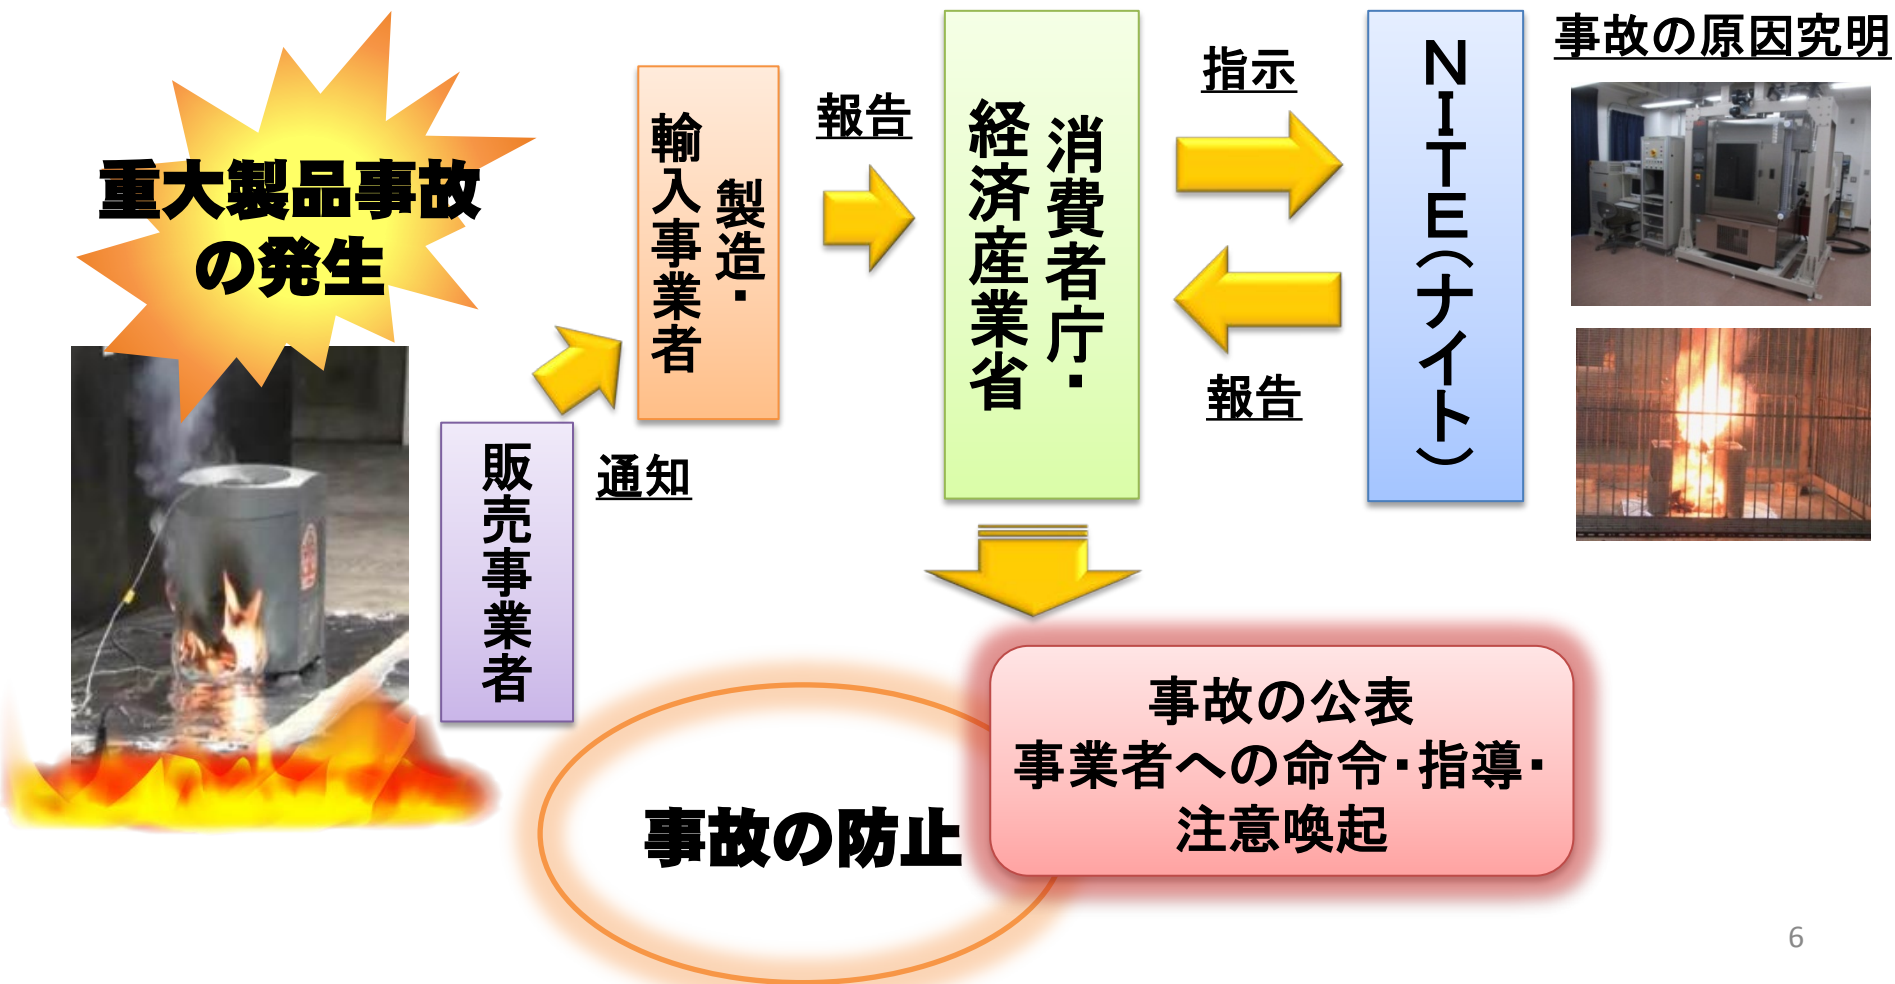 重大製品事故
の発生
販売事業者
通知
製造・
輸入事業者
報告
消費者庁・
経済産業省
指示
報告
NITE(ナイト)
事故の原因究明
事故の公表
事業者への命令・指導・
注意喚起
事故の防止
6